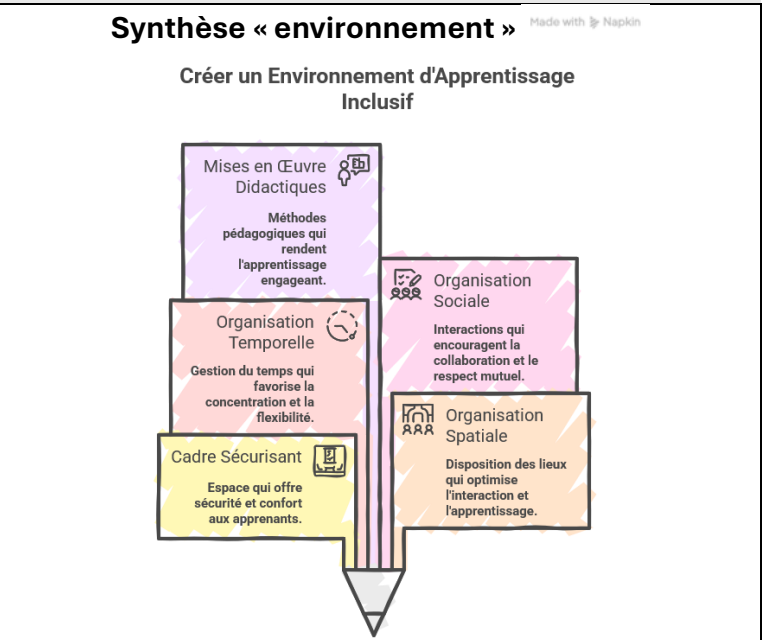 Synthèse « environnement »
Made with Napkin
Créer un Environnement d'Apprentissage
Inclusif
Mises en Œuvre
Didactiques
Méthodes
pédagogiques qui
rendent
l'apprentissage
engageant.
Organisation
Sociale
Interactions qui
encouragent la
collaboration et le
respect mutuel.
Organisation
Temporelle
Gestion du temps qui
favorise la
concentration et la
flexibilité.
Organisation
Spatiale
Disposition des lieux
qui optimise
l'interaction et
l'apprentissage.
Cadre Sécurisant
Espace qui offre
sécurité et confort
aux apprenants.